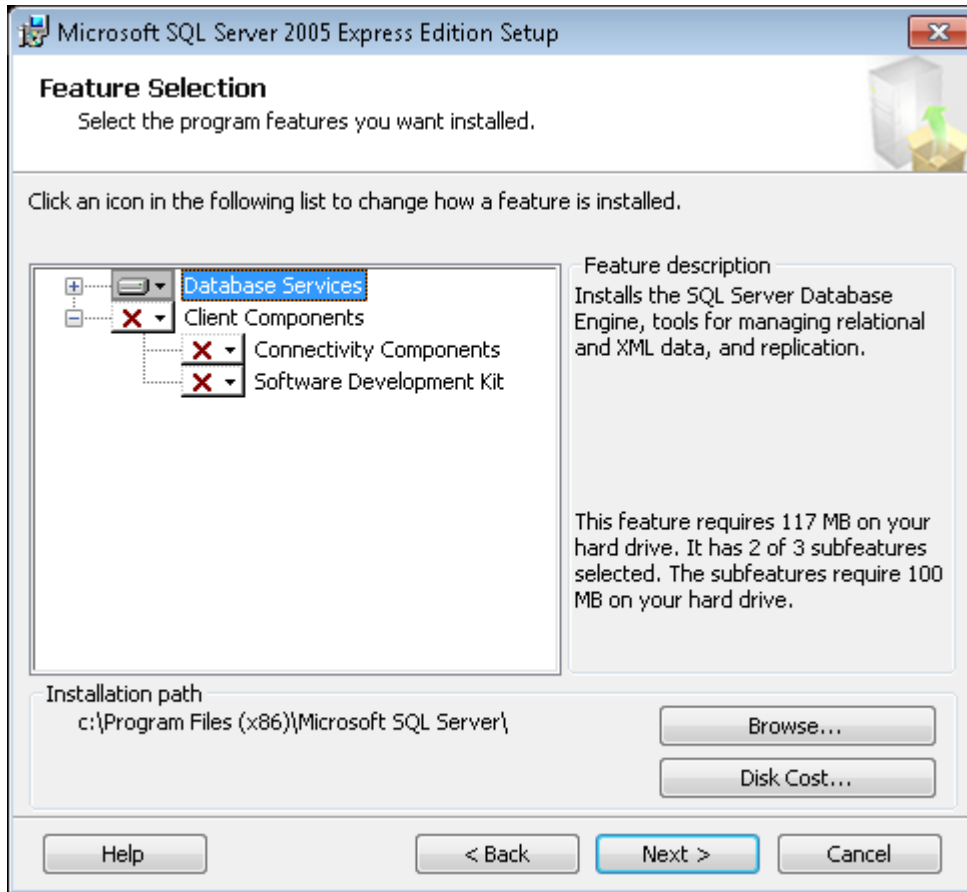 Microsoft SQL Server 2005 Express Edition Setup
Feature Selection
Select the program features you want installed.
Click an icon in the following list to change how a feature is installed.
Database Services
Client Components
Connectivity Components
Software Development Kit
Feature description
Installs the SQL Server Database
Engine, tools for managing relational
and XML data, and replication.
This feature requires 117 MB on your
hard drive. It has 2 of 3 subfeatures
selected. The subfeatures require 100
MB on your hard drive.
Installation path
c:\Program Files (x86)\Microsoft SQL Server\
Browse...
Disk Cost...
Help
< Back
Next >
Cancel